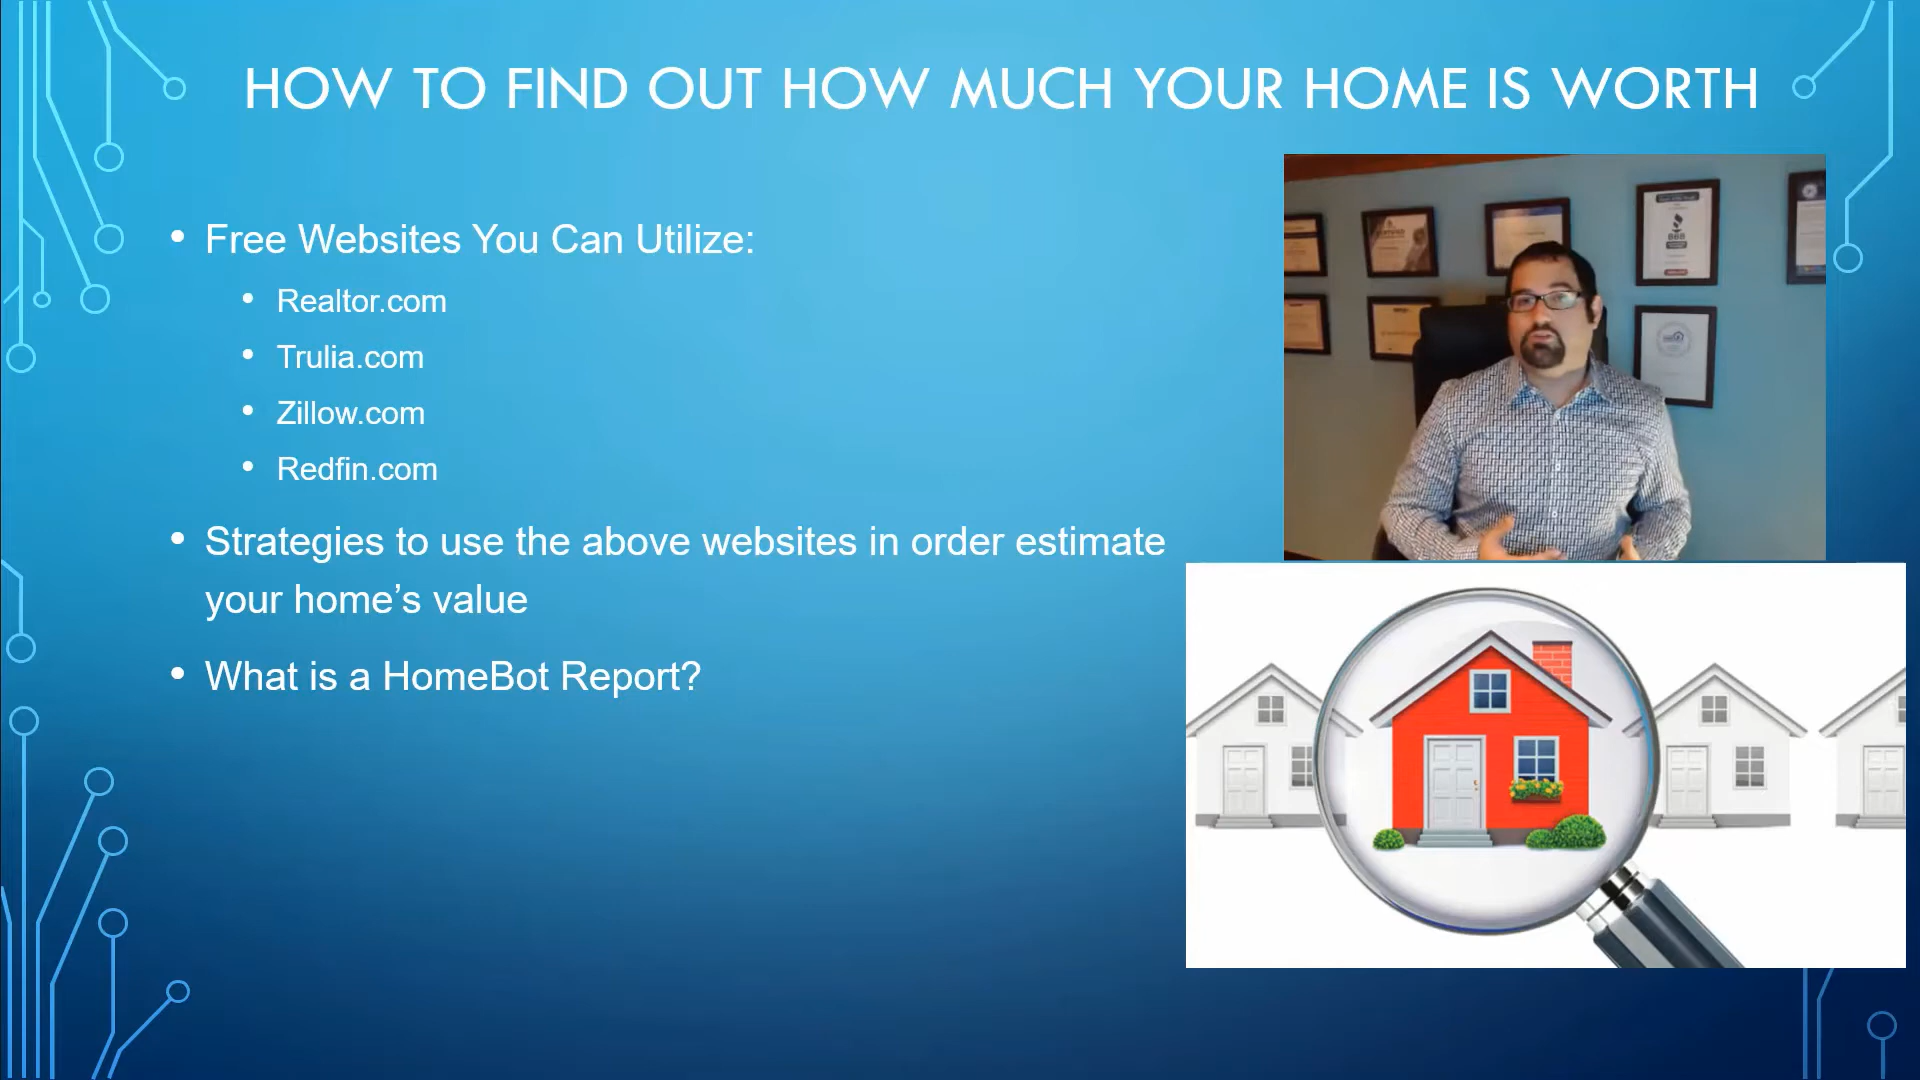 HOW TO FIND OUT HOW MUCH YOUR HOME IS WORTH
• Free Websites You Can Utilize:
• Realtor.com
• Trulia.com
• Zillow.com
• Redfin.com
• Strategies to use the above websites in order estimate
your home’s value
• What is a HomeBot Report?
BBB